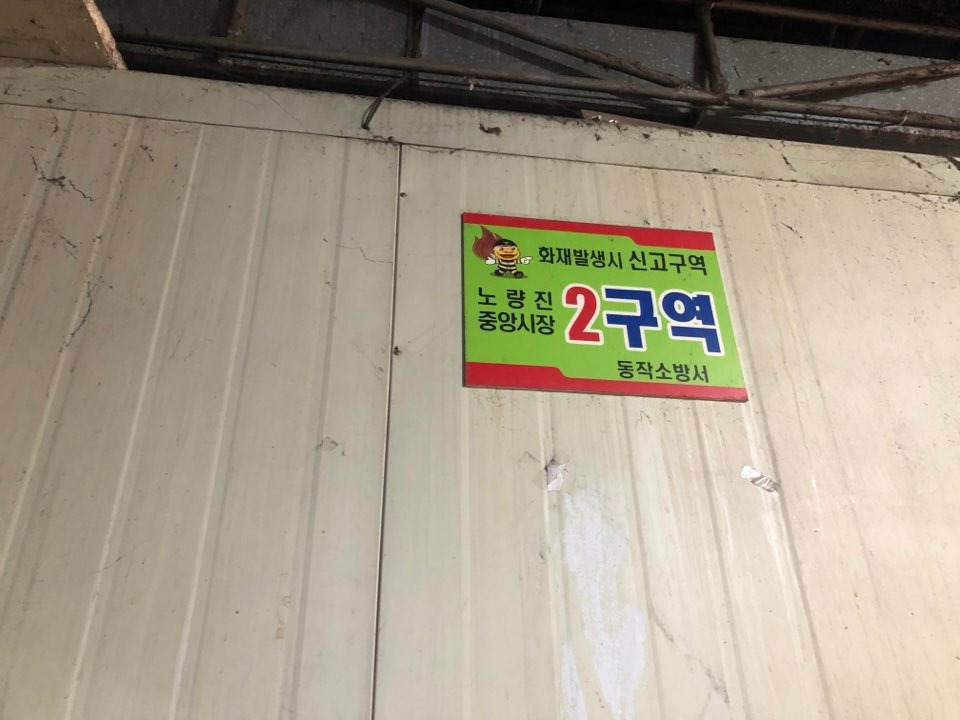 화재발생시 신고구역
노량진
중앙시장
2구역
동작소방서